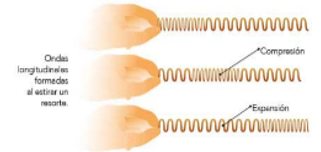 Ondas
longitudinales
formadas
al estirar un
resorte.
Compresión
Expansión